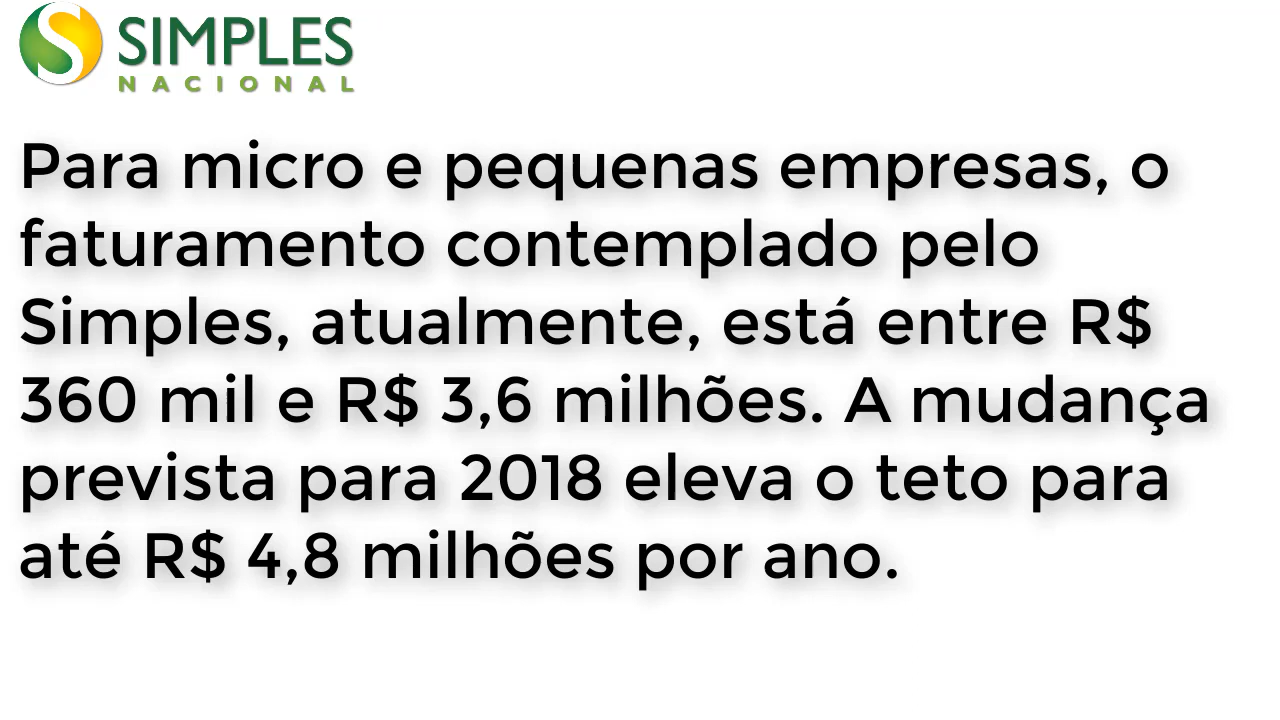 SIMPLES
NACIONAL
Para micro e pequenas empresas, o
faturamento contemplado pelo
Simples, atualmente, está entre R$
360 mil e R$ 3,6 milhões. A mudança
prevista para 2018 eleva o teto para
até R$ 4,8 milhões por ano.